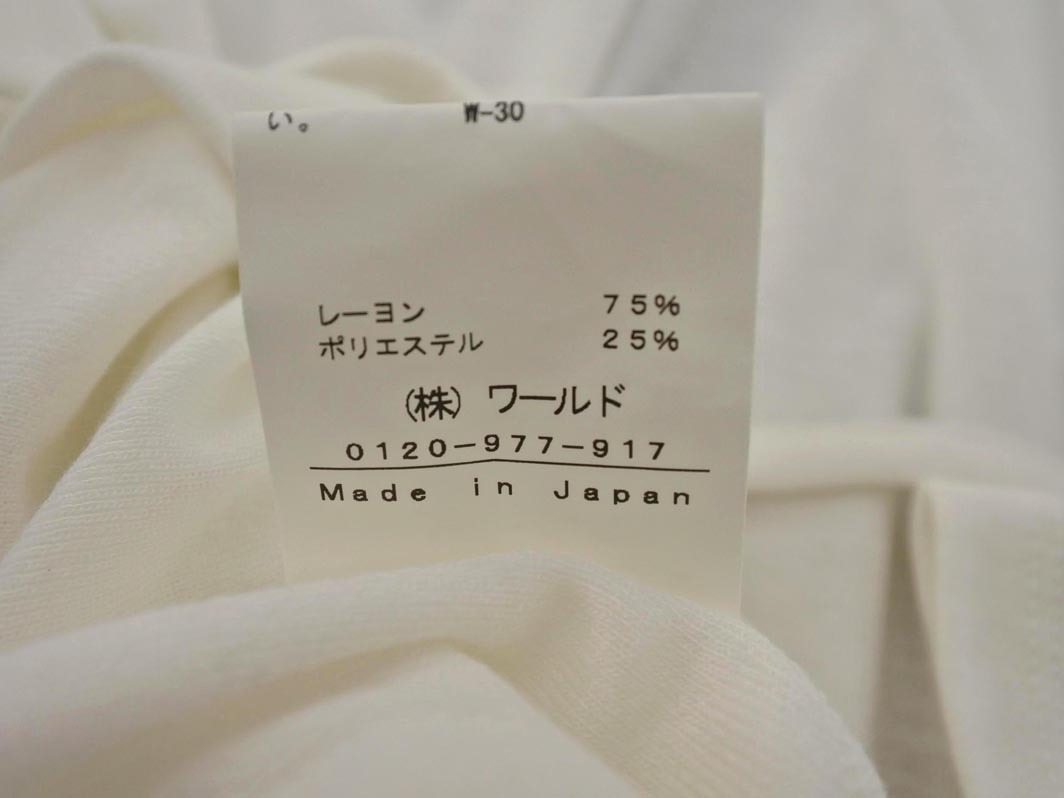 い。 W-30
レーヨン 75%
ポリエステル 25%
(株) ワールド
0120-977-917
Made in Japan